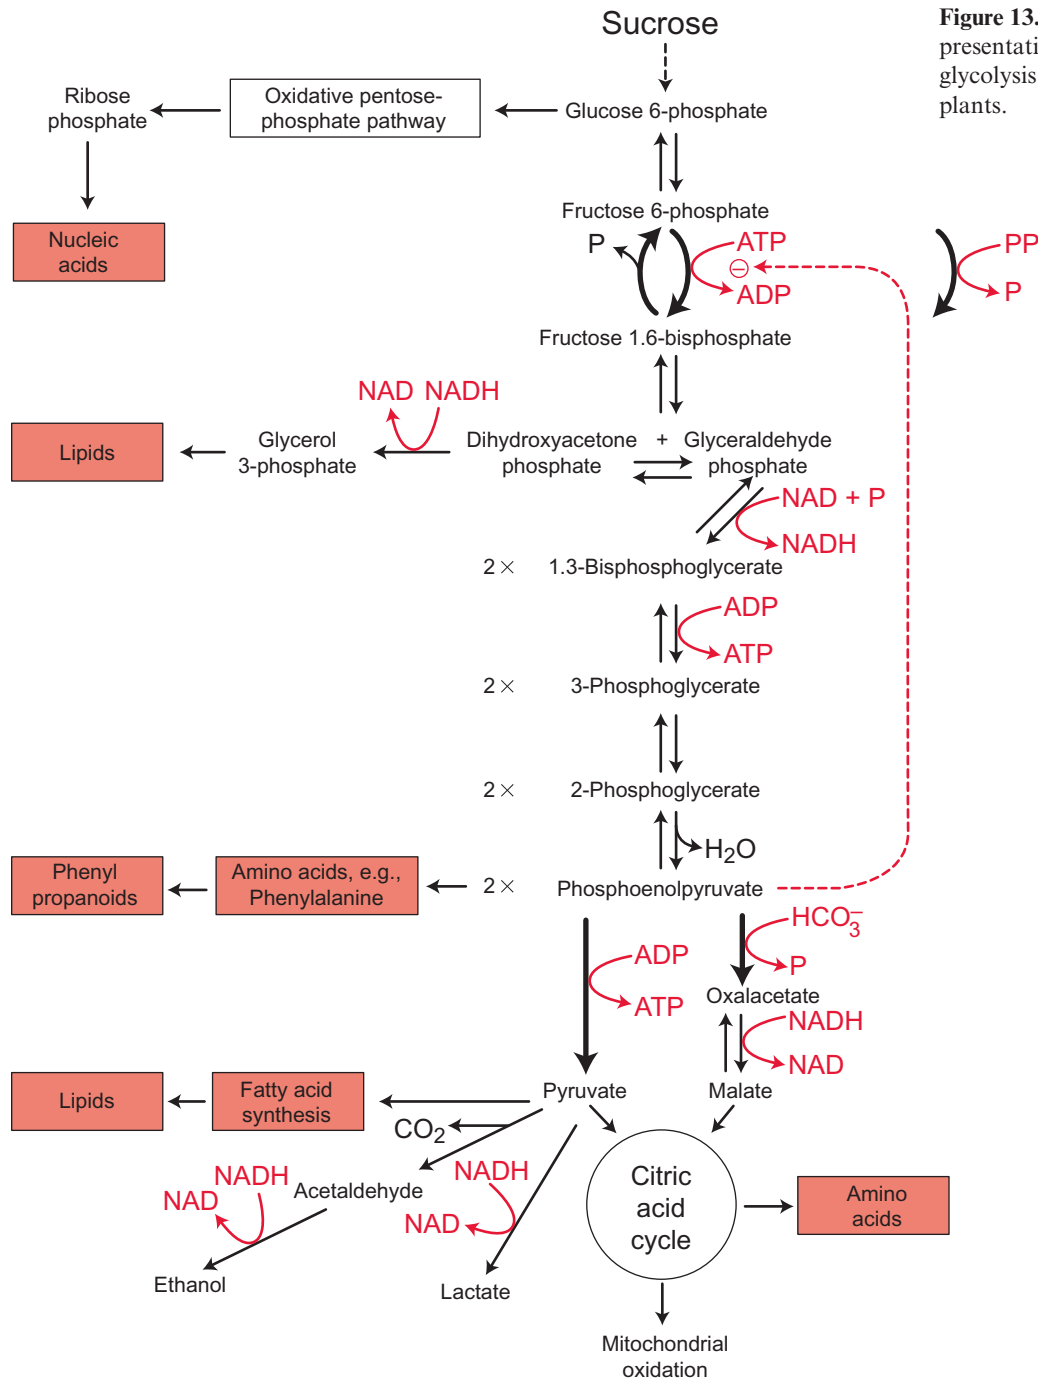 Sucrose
Figure 13.
presentati
glycolysis
plants.
Ribose
phosphate
Oxidative pentose-
phosphate pathway
Glucose 6-phosphate
Nucleic
acids
Fructose 6-phosphate
P
ATP
⊖
ADP
PP
P
Fructose 1.6-bisphosphate
NAD NADH
Lipids
Glycerol
3-phosphate
Dihydroxyacetone
phosphate
+
Glyceraldehyde
phosphate
NAD + P
NADH
2 × 1.3-Bisphosphoglycerate
ADP
ATP
2 × 3-Phosphoglycerate
2 × 2-Phosphoglycerate
H₂O
Phenyl
propanoids
Amino acids, e.g.,
Phenylalanine
2 × Phosphoenolpyruvate
HCO₃⁻
P
ADP
ATP
Oxalacetate
NADH
NAD
Lipids
Fatty acid
synthesis
Pyruvate
Malate
CO₂
NADH
NAD
Acetaldehyde
NADH
NAD
Citric
acid
cycle
Amino
acids
Ethanol
Lactate
Mitochondrial
oxidation